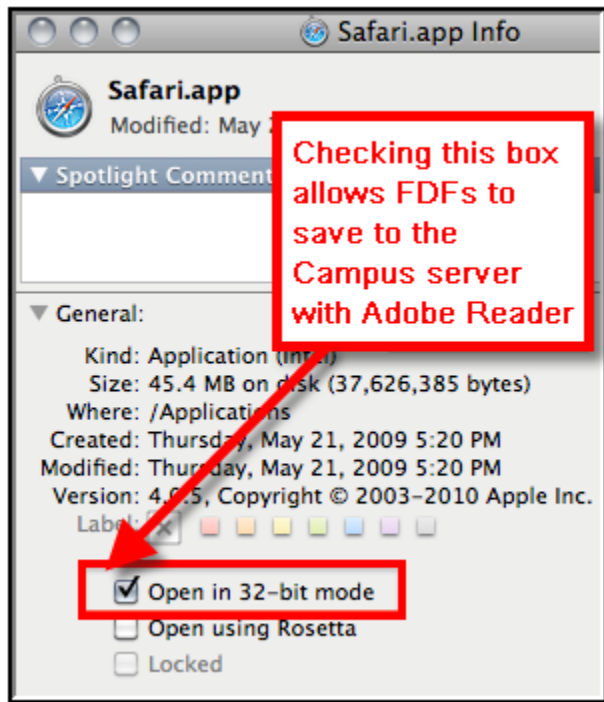 Safari.app Info
Safari.app
Modified: May
Spotlight Comment
Checking this box
allows FDFs to
save to the
Campus server
with Adobe Reader
General:
Kind: Application (Intel)
Size: 45.4 MB on disk (37,626,385 bytes)
Where: /Applications
Created: Thursday, May 21, 2009 5:20 PM
Modified: Thursday, May 21, 2009 5:20 PM
Version: 4.0.5, Copyright © 2003-2010 Apple Inc.
Label:
Open in 32-bit mode
Open using Rosetta
Locked